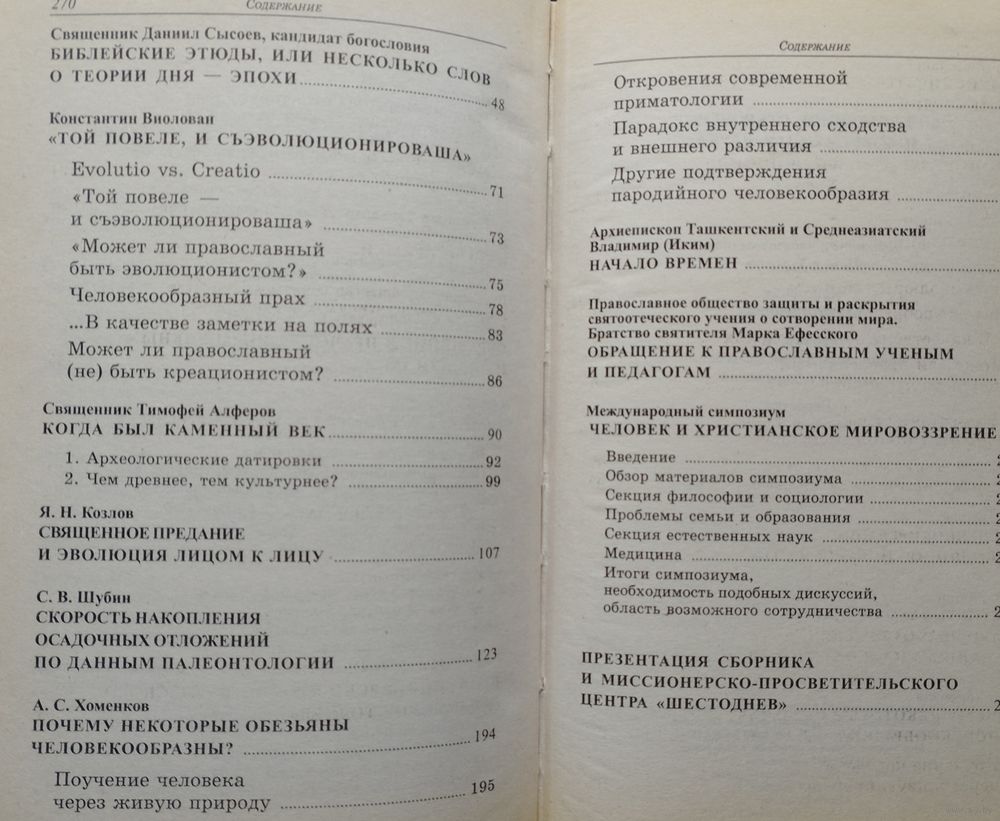 270 СОДЕРЖАНИЕ
Священник Даниил Сысоев, кандидат богословия
БИБЛЕЙСКИЕ ЭТЮДЫ, ИЛИ НЕСКОЛЬКО СЛОВ
О ТЕОРИИ ДНЯ — ЭПОХИ 48
Константин Виолован
«ТОЙ ПОВЕЛЕ, И СЪЭВОЛЮЦИОНИРОВАША»
Evolutio vs. Creatio 71
«Той повеле —
и съэволюционироваша» 73
«Может ли православный
быть эволюционистом?» 75
Человекообразный прах 78
...В качестве заметки на полях 83
Может ли православный
(не) быть креационистом? 86
Священник Тимофей Алферов
КОГДА БЫЛ КАМЕННЫЙ ВЕК 90
1. Археологические датировки 92
2. Чем древнее, тем культурнее? 99
Я. Н. Козлов
СВЯЩЕННОЕ ПРЕДАНИЕ
И ЭВОЛЮЦИЯ ЛИЦОМ К ЛИЦУ 107
С. В. Шубин
СКОРОСТЬ НАКОПЛЕНИЯ
ОСАДОЧНЫХ ОТЛОЖЕНИЙ
ПО ДАННЫМ ПАЛЕОНТОЛОГИИ 123
А. С. Хоменков
ПОЧЕМУ НЕКОТОРЫЕ ОБЕЗЬЯНЫ
ЧЕЛОВЕКООБРАЗНЫ? 194
Поучение человека
через живую природу 195
СОДЕРЖАНИЕ
Откровения современной
приматологии
Парадокс внутреннего сходства
и внешнего различия
Другие подтверждения
пародийного человекообразия
Архиепископ Ташкентский и Среднеазиатский
Владимир (Иким)
НАЧАЛО ВРЕМЕН
Православное общество защиты и раскрытия
святоотеческого учения о сотворении мира.
Братство святителя Марка Ефесского
ОБРАЩЕНИЕ К ПРАВОСЛАВНЫМ УЧЕНЫМ
И ПЕДАГОГАМ
Международный симпозиум
ЧЕЛОВЕК И ХРИСТИАНСКОЕ МИРОВОЗЗРЕНИЕ
Введение
Обзор материалов симпозиума
Секция философии и социологии
Проблемы семьи и образования
Секция естественных наук
Медицина
Итоги симпозиума,
необходимость подобных дискуссий,
область возможного сотрудничества
ПРЕЗЕНТАЦИЯ СБОРНИКА
И МИССИОНЕРСКО-ПРОСВЕТИТЕЛЬСКОГО
ЦЕНТРА «ШЕСТОДНЕВ»